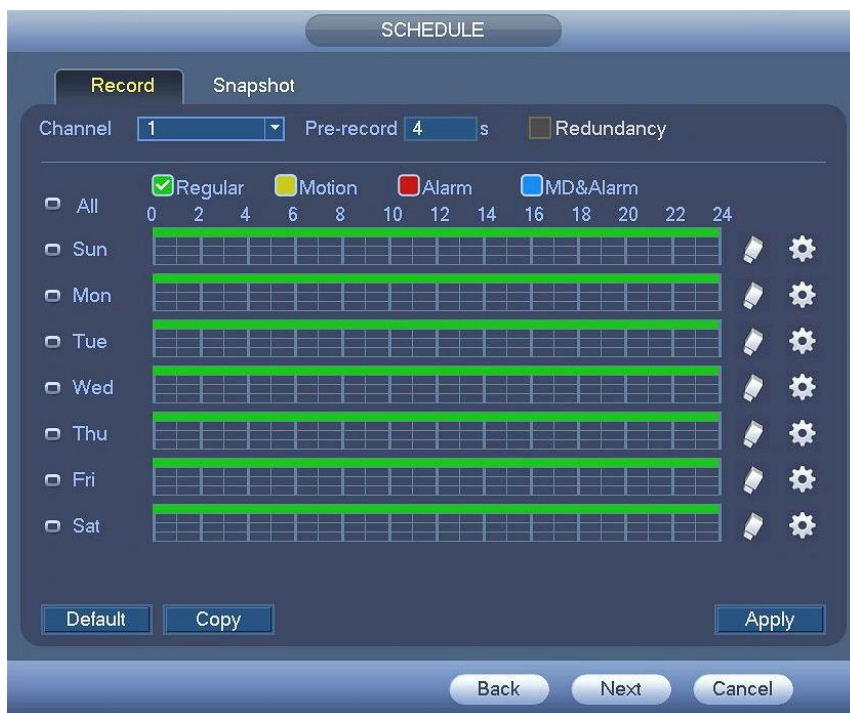 SCHEDULE
Record Snapshot
Channel 1 Pre-record 4 s Redundancy
Regular Motion Alarm MD&Alarm
All 0 2 4 6 8 10 12 14 16 18 20 22 24
Sun
Mon
Tue
Wed
Thu
Fri
Sat
Default Copy Apply
Back Next Cancel